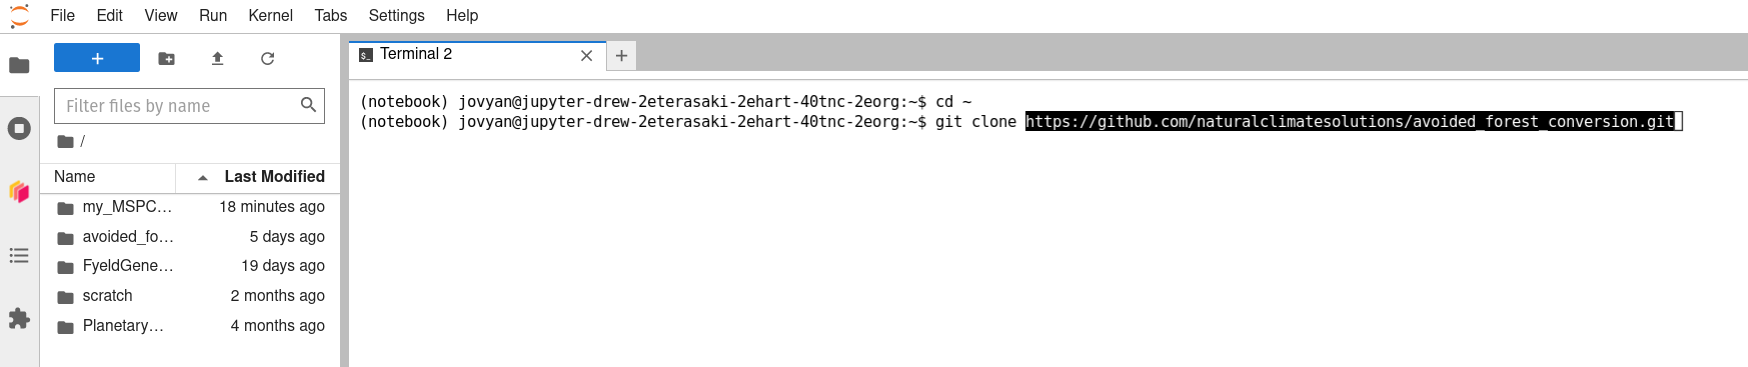 File Edit View Run Kernel Tabs Settings Help
+
Terminal 2
+
Filter files by name
/
Name Last Modified
my_MSPC... 18 minutes ago
avoided_fo... 5 days ago
FyeldGene... 19 days ago
scratch 2 months ago
Planetary... 4 months ago
(notebook) jovyan@jupyter-drew-2eterasaki-2ehart-40tnc-2eorg:~$ cd ~
(notebook) jovyan@jupyter-drew-2eterasaki-2ehart-40tnc-2eorg:~$ git clone https://github.com/naturalclimatesolutions/avoided_forest_conversion.git